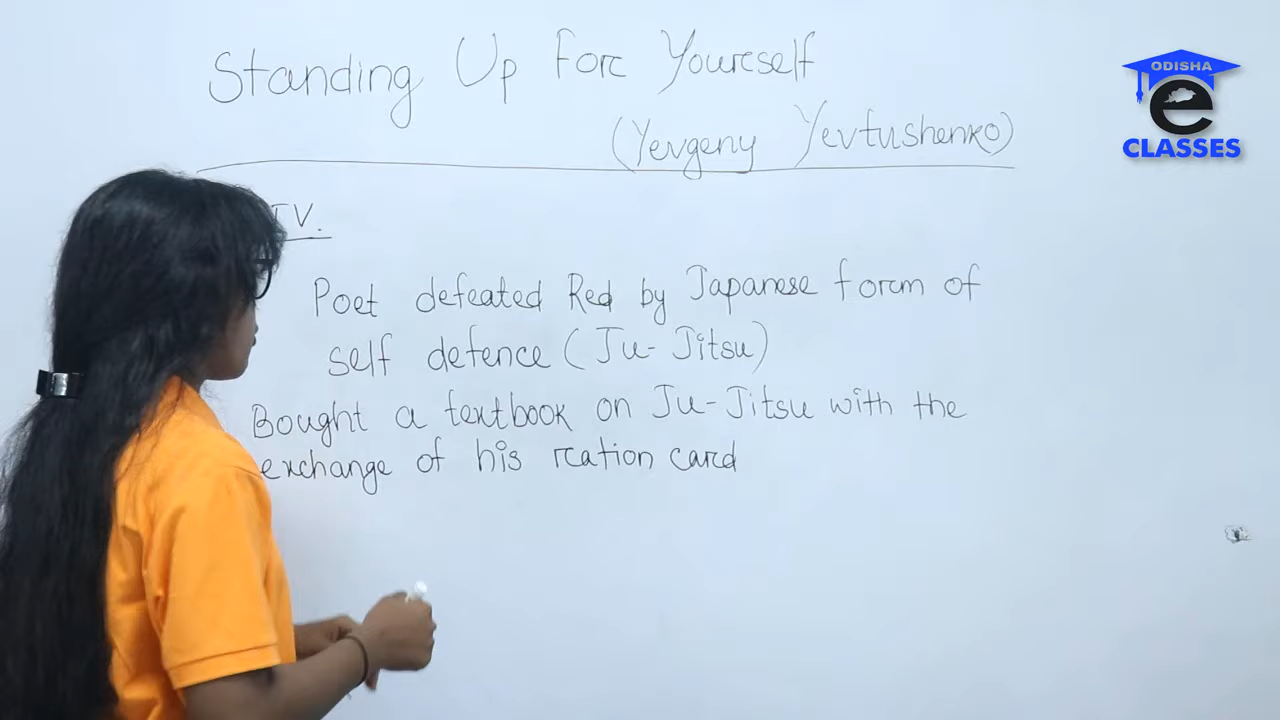 Standing Up For Yourself
(Yevgeny Yevtushenko)
IV.
Poet defeated Red by Japanese form of
self defence (Ju-Jitsu)
Bought a textbook on Ju-Jitsu with the
exchange of his ration card
ODISHA
e
CLASSES